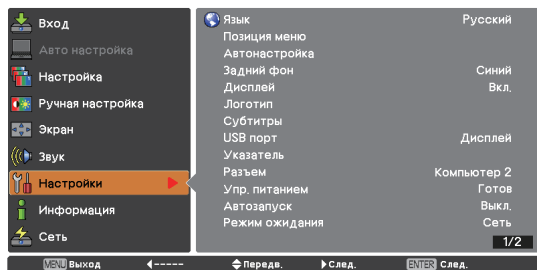 Вход
Авто настройка
Настройка
Ручная настройка
Экран
Звук
Настройки
Информация
Сеть
Язык Русский
Позиция меню
Автонастройка
Задний фон Синий
Дисплей Вкл.
Логотип
Субтитры
USB порт Дисплей
Указатель
Разъем Компьютер 2
Упр. питанием Готов
Автозапуск Выкл.
Режим ожидания Сеть
1/2
MENU Выход ----- Передв. След. ENTER След.